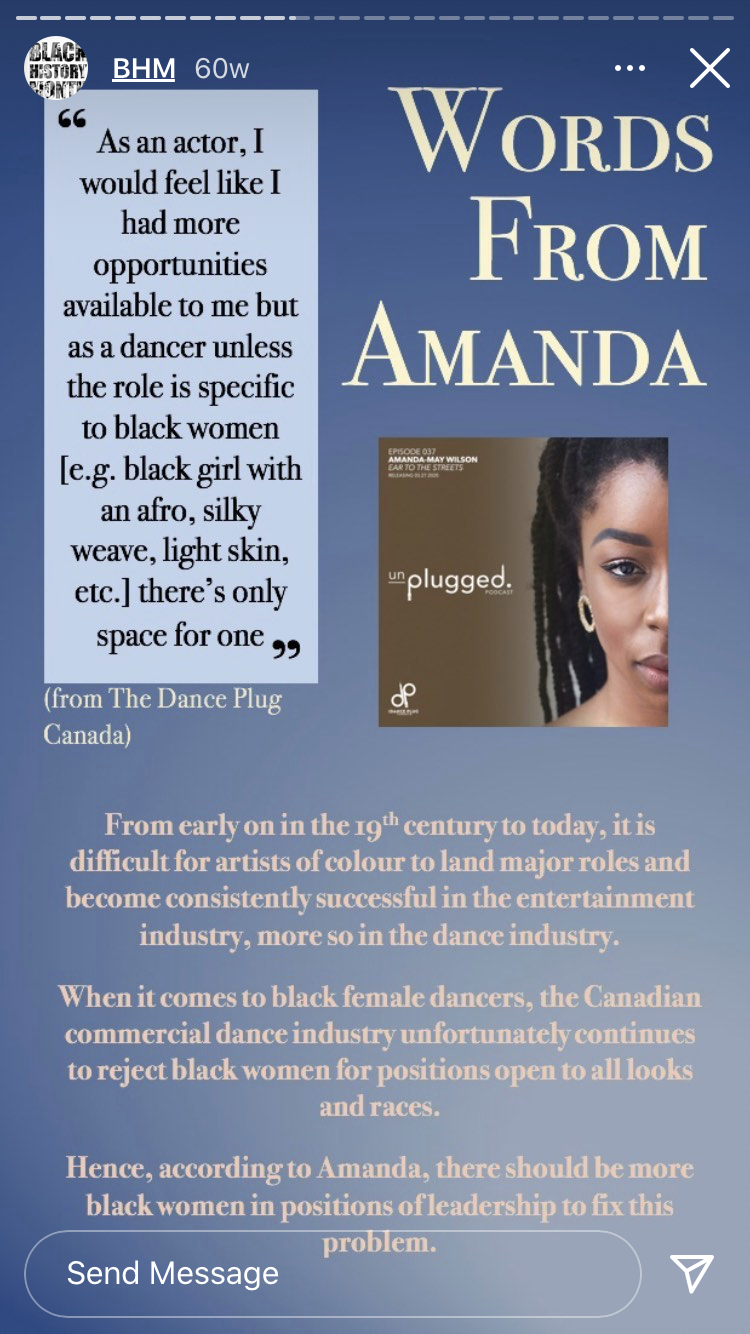 BLACK
HISTORY
MONTH
BHM 60w
“
As an actor, I
would feel like I
had more
opportunities
available to me but
as a dancer unless
the role is specific
to black women
[e.g. black girl with
an afro, silky
weave, light skin,
etc.] there’s only
space for one ”
(from The Dance Plug
Canada)
WORDS
FROM
AMANDA
EPISODE 037
AMANDA-MAY WILSON
EAR TO THE STREETS
unplugged.
PODCAST
dp
From early on in the 19th century to today, it is
difficult for artists of colour to land major roles and
become consistently successful in the entertainment
industry, more so in the dance industry.
When it comes to black female dancers, the Canadian
commercial dance industry unfortunately continues
to reject black women for positions open to all looks
and races.
Hence, according to Amanda, there should be more
black women in positions of leadership to fix this
problem.
Send Message